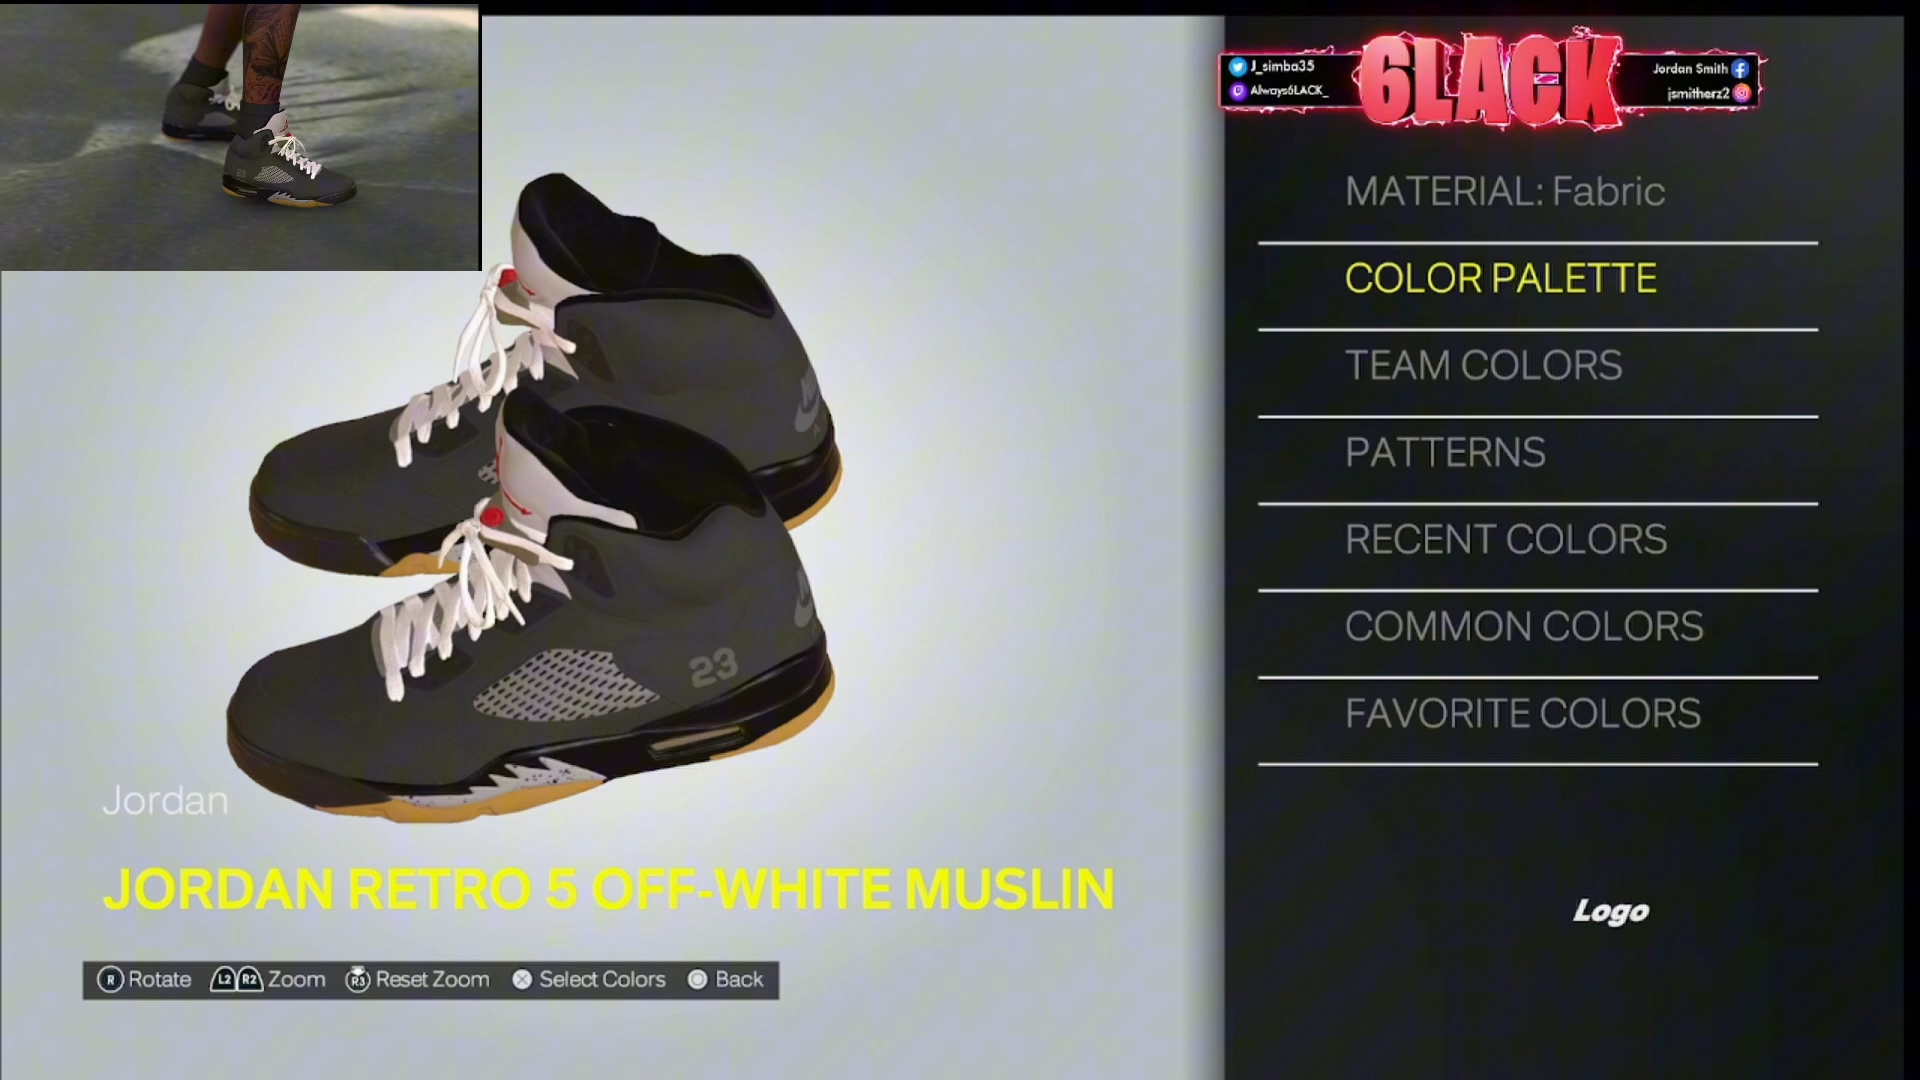 J_simba35
Always6LACK_
6LACK
Jordan Smith
jsmitherz2
MATERIAL: Fabric
COLOR PALETTE
TEAM COLORS
PATTERNS
RECENT COLORS
COMMON COLORS
FAVORITE COLORS
Logo
23
23
Jordan
JORDAN RETRO 5 OFF-WHITE MUSLIN
R Rotate L2 R2 Zoom R3 Reset Zoom Select Colors Back